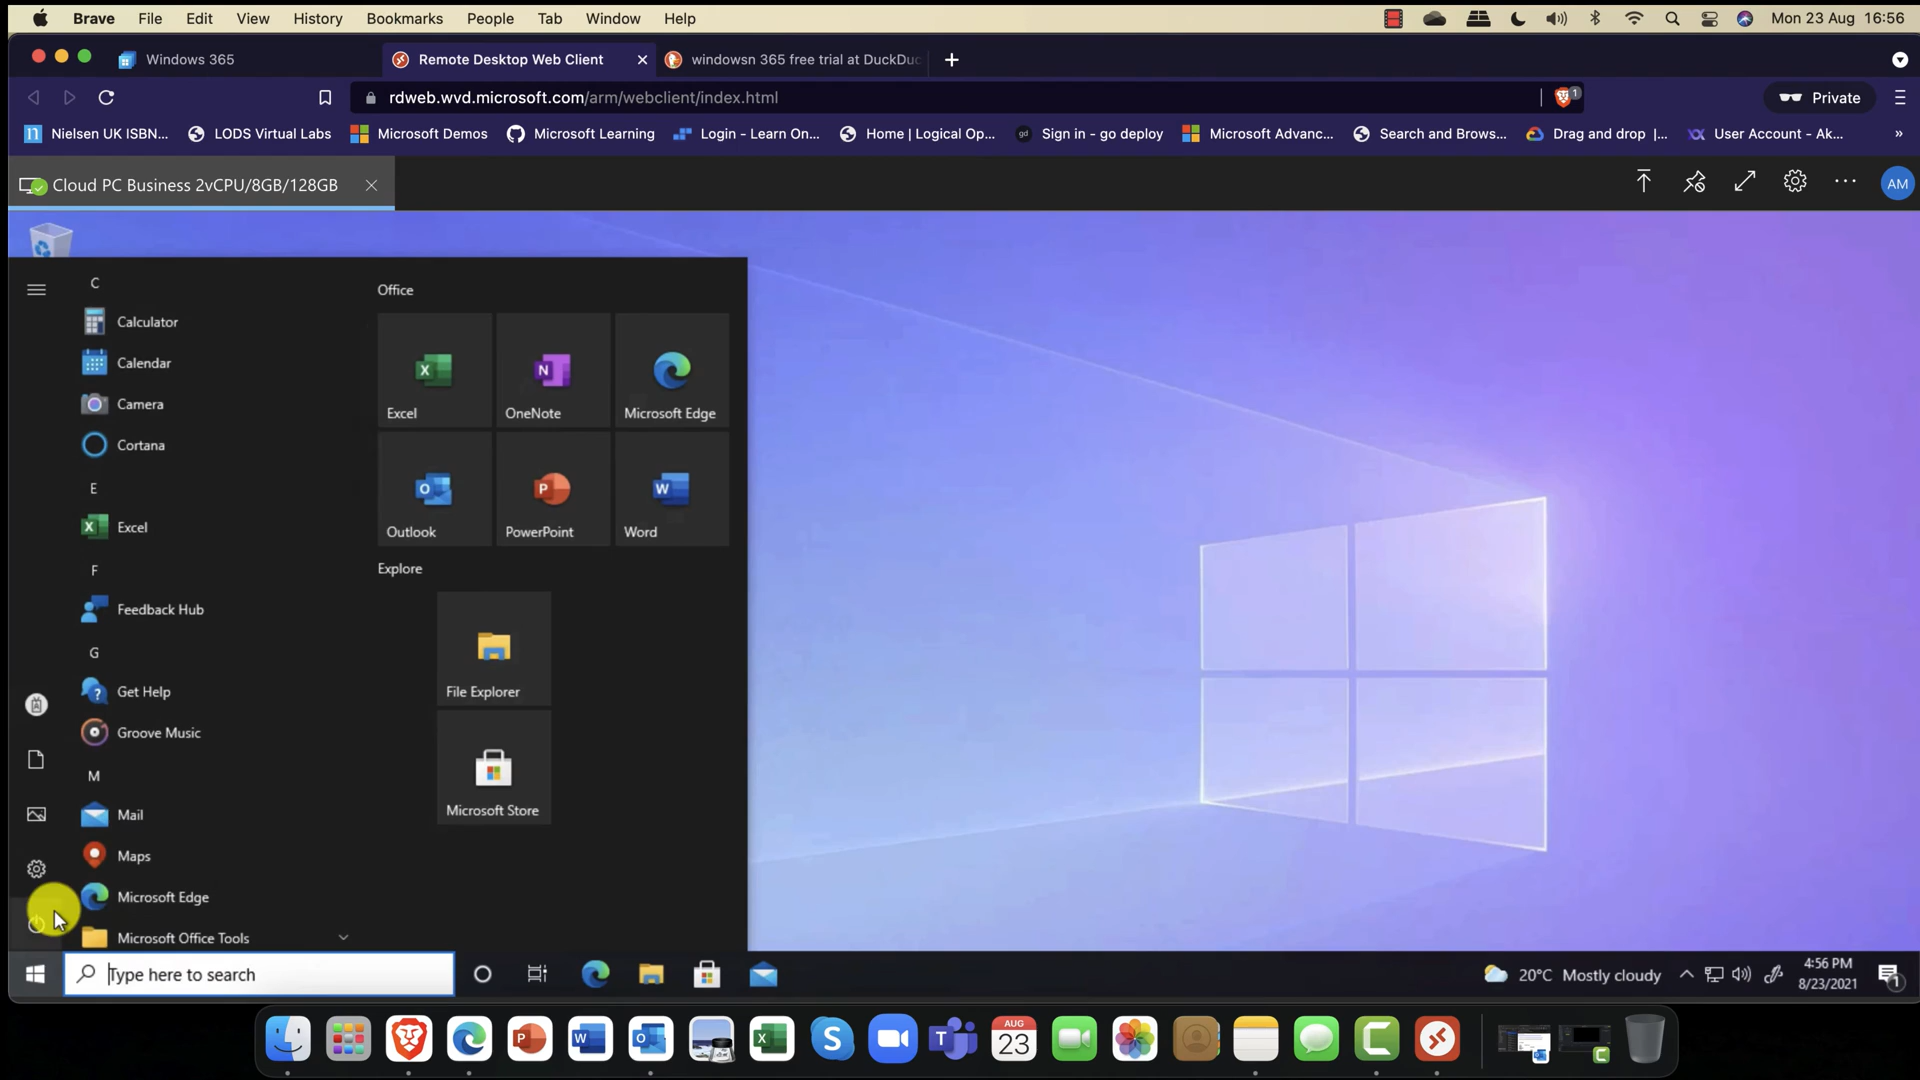 Brave File Edit View History Bookmarks People Tab Window Help Mon 23 Aug 16:56
Windows 365 Remote Desktop Web Client windowsn 365 free trial at DuckDuc
rdweb.wvd.microsoft.com/arm/webclient/index.html 1 Private
Nielsen UK ISBN... LODS Virtual Labs Microsoft Demos Microsoft Learning Login - Learn On... Home | Logical Op... gd Sign in - go deploy Microsoft Advanc... Search and Brows... Drag and drop |... User Account - Ak... »
Cloud PC Business 2vCPU/8GB/128GB AM
C
Calculator
Calendar
Camera
Cortana
E
Excel
F
Feedback Hub
G
Get Help
Groove Music
M
Mail
Maps
Microsoft Edge
Microsoft Office Tools
Office
Excel OneNote Microsoft Edge
Outlook PowerPoint Word
Explore
File Explorer
Microsoft Store
Type here to search
20°C Mostly cloudy
4:56 PM
8/23/2021
1
AUG
23